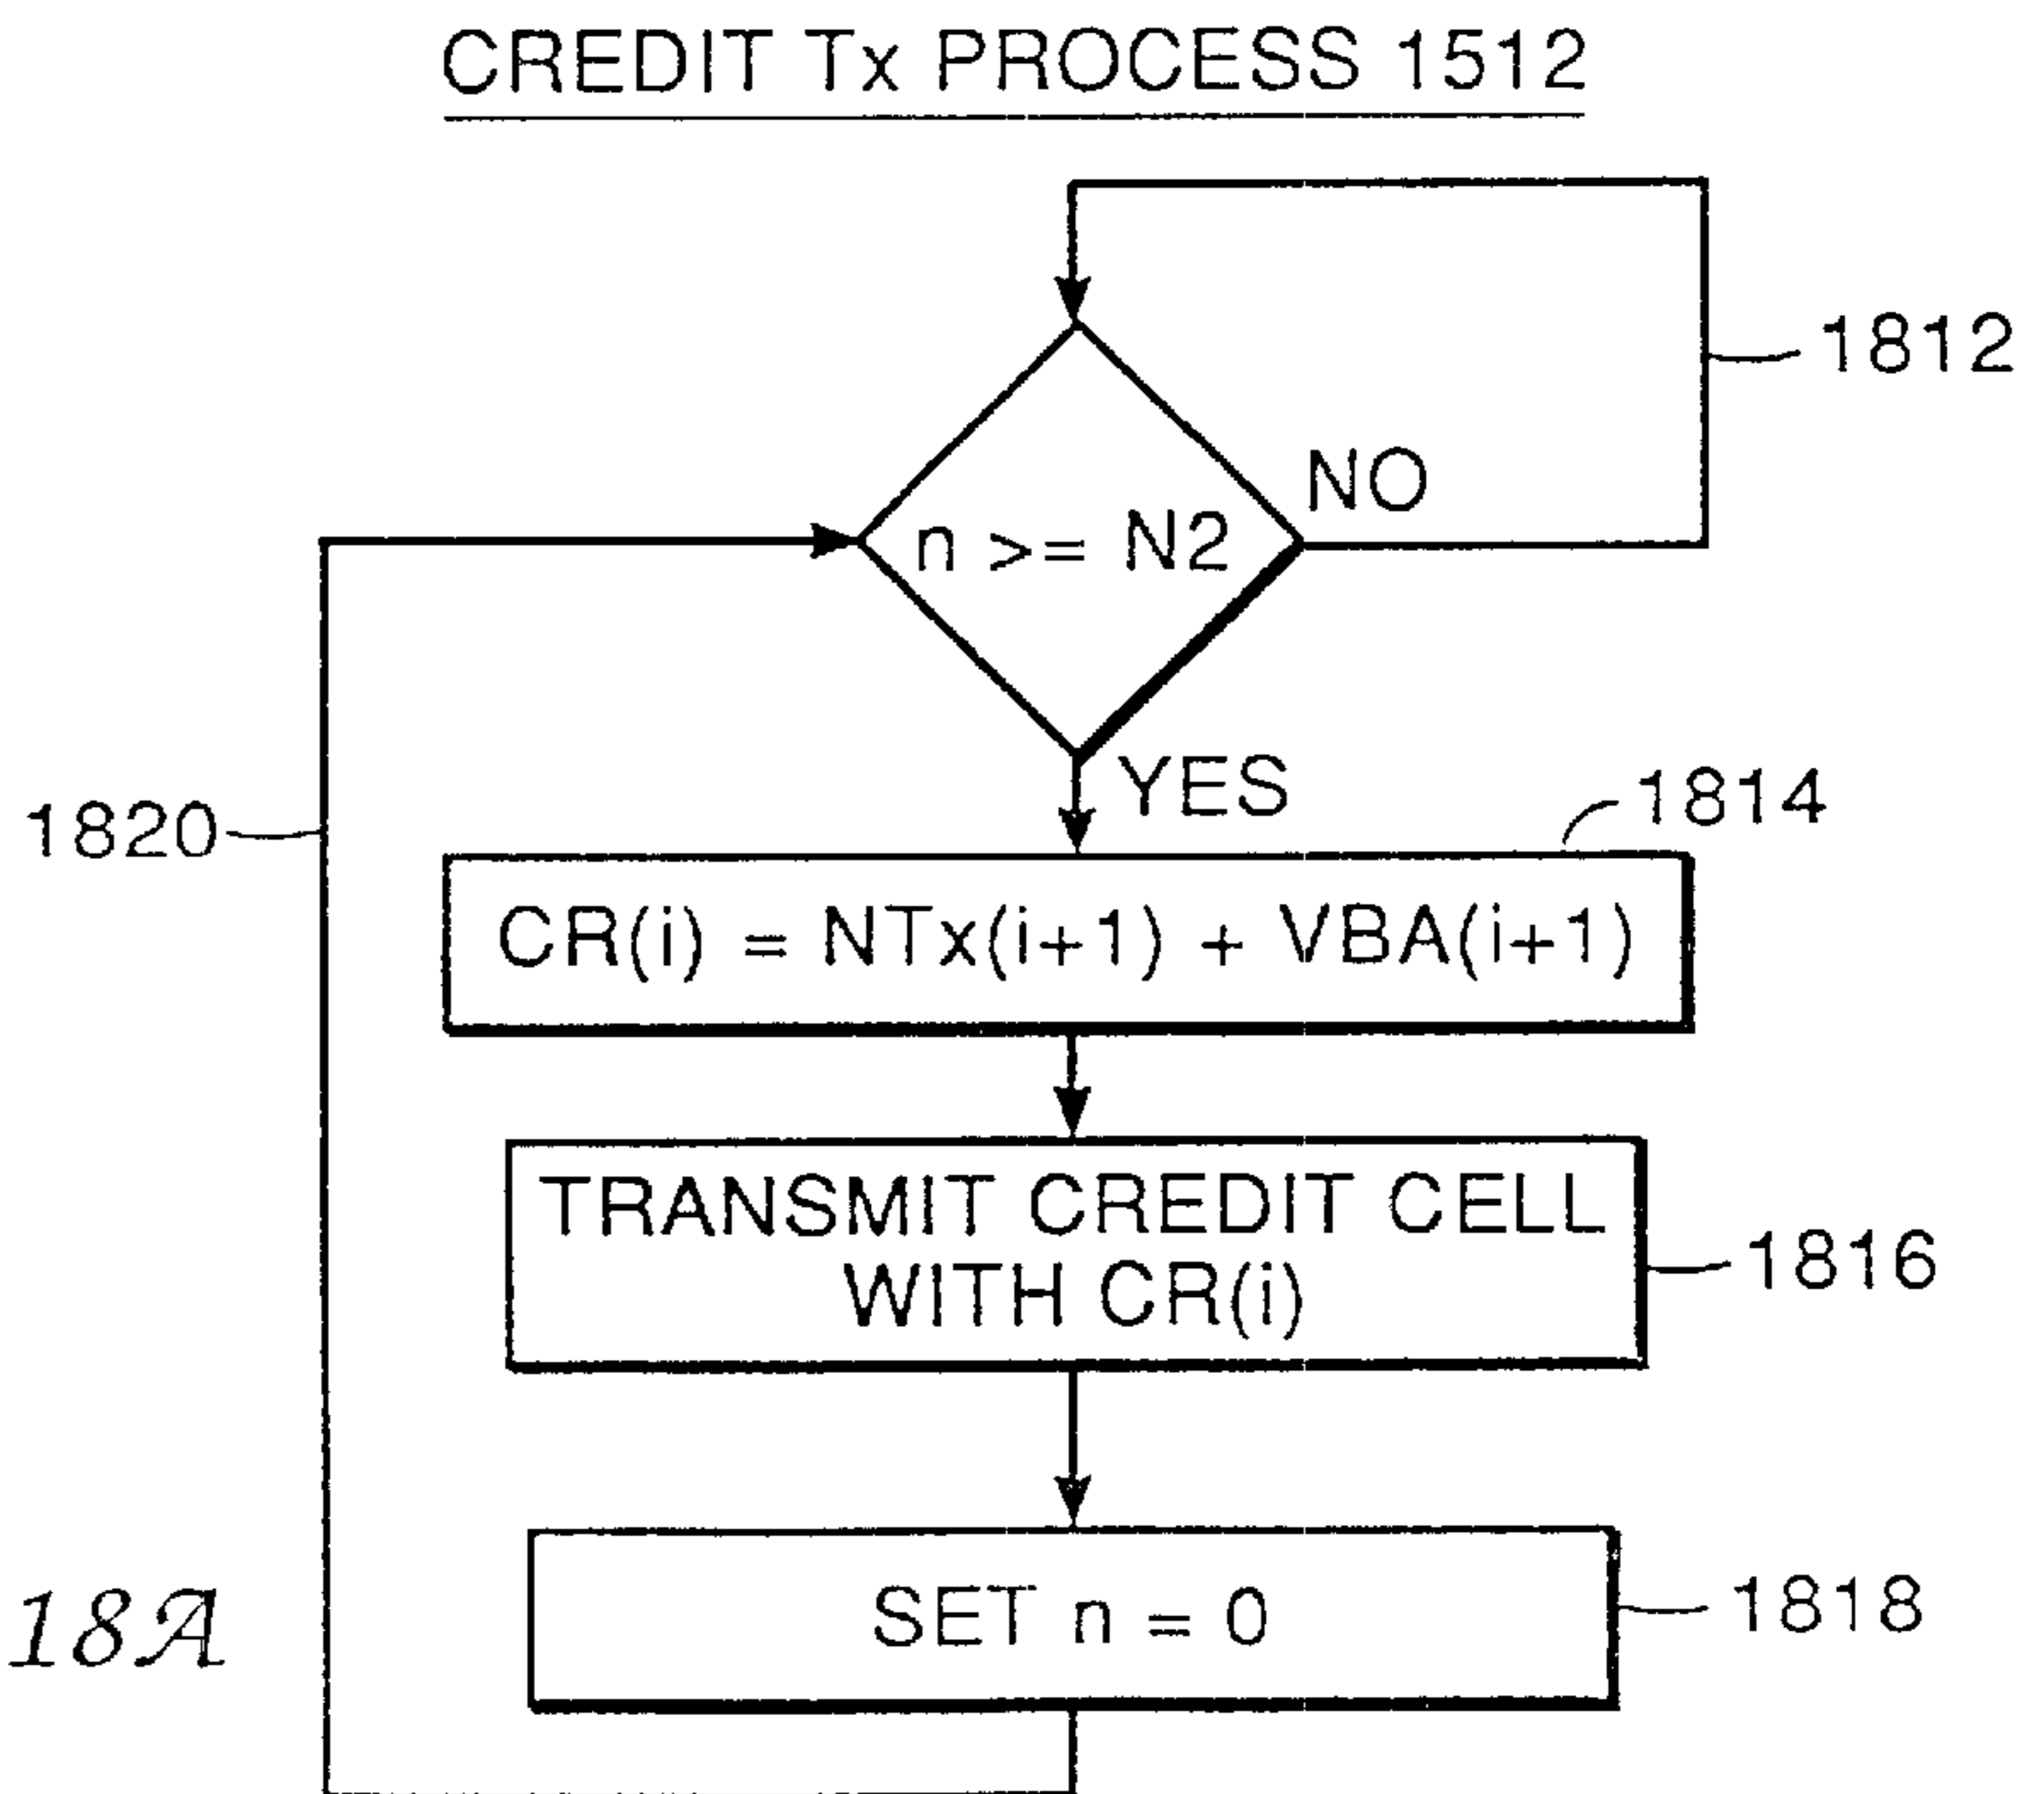 CREDIT Tx PROCESS 1512
1812
NO
n >= N2
YES
1814
1820
CR(i) = NTx(i+1) + VBA(i+1)
TRANSMIT CREDIT CELL
WITH CR(i)
1816
SET n = 0
1818
18A